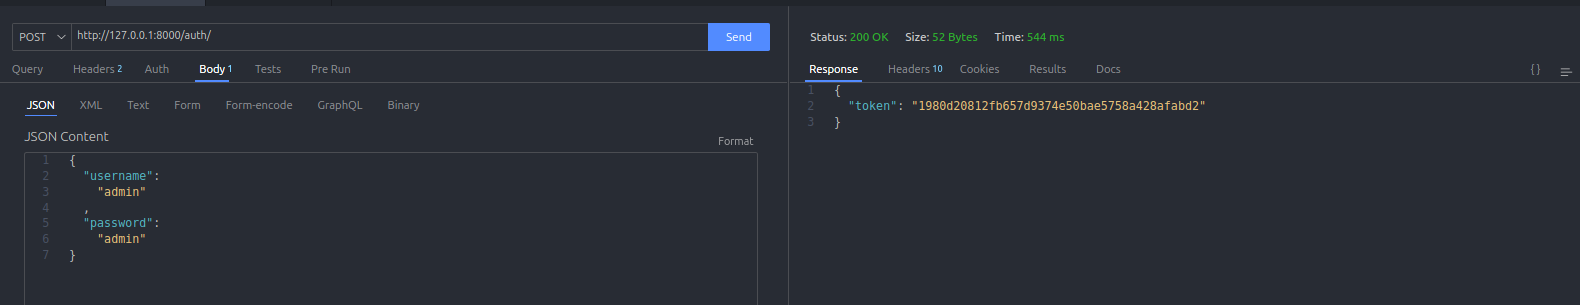 POST http://127.0.0.1:8000/auth/ Send
Query Headers 2 Auth Body 1 Tests Pre Run
JSON XML Text Form Form-encode GraphQL Binary
JSON Content
Format
1 {
2 "username":
3 "admin"
4 ,
5 "password":
6 "admin"
7 }
Status: 200 OK Size: 52 Bytes Time: 544 ms
Response Headers 10 Cookies Results Docs {}
1 {
2 "token": "1980d20812fb657d9374e50bae5758a428afabd2"
3 }